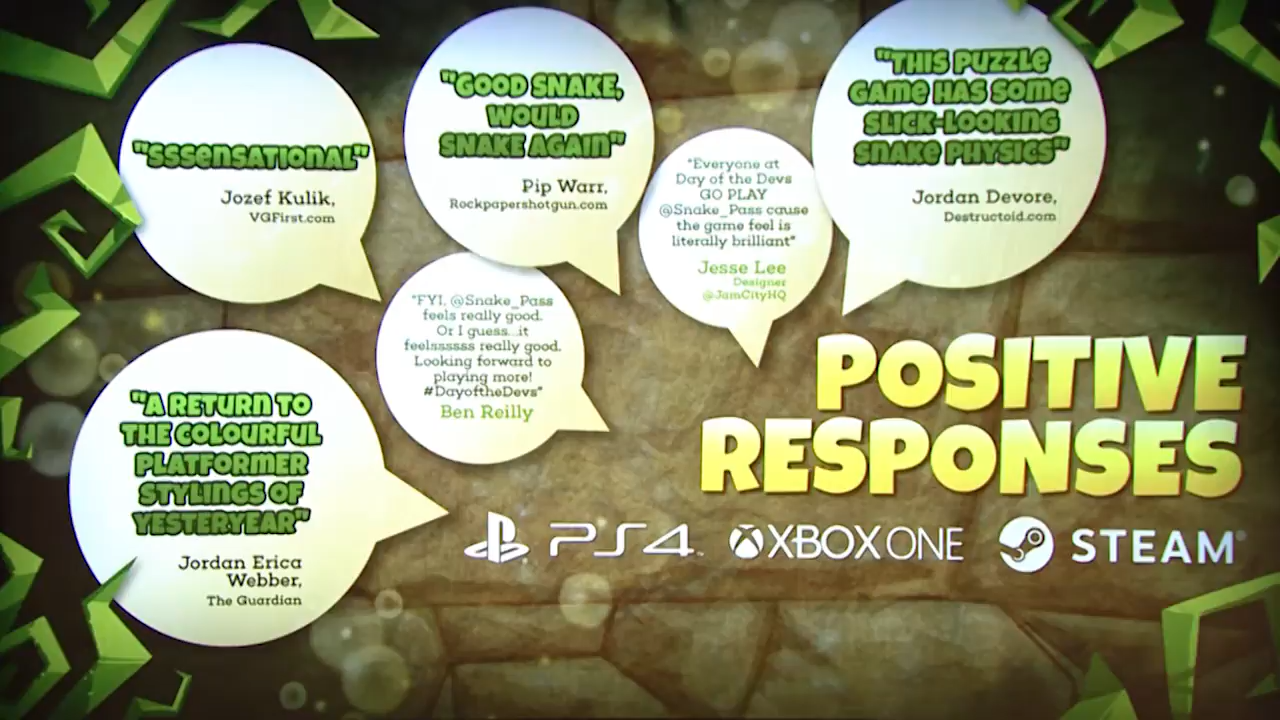 "SSSENSATIONAL"
Jozef Kulik,
VGFirst.com
"GOOD SNAKE,
WOULD
SNAKE AGAIN"
Pip Warr,
Rockpapershotgun.com
"Everyone at
Day of the Devs
GO PLAY
@Snake_Pass cause
the game feel is
literally brilliant"
Jesse Lee
Designer
@JamCityHQ
"THIS PUZZLE
GAME HAS SOME
SLICK-LOOKING
SNAKE PHYSICS"
Jordan Devore,
Destructoid.com
"FYI, @Snake_Pass
feels really good.
Or I guess...it
feelssssss really good.
Looking forward to
playing more!
#DayoftheDevs"
Ben Reilly
"A RETURN TO
THE COLOURFUL
PLATFORMER
STYLINGS OF
YESTERYEAR"
Jordan Erica
Webber,
The Guardian
POSITIVE
RESPONSES
PS4™ XBOX ONE STEAM®